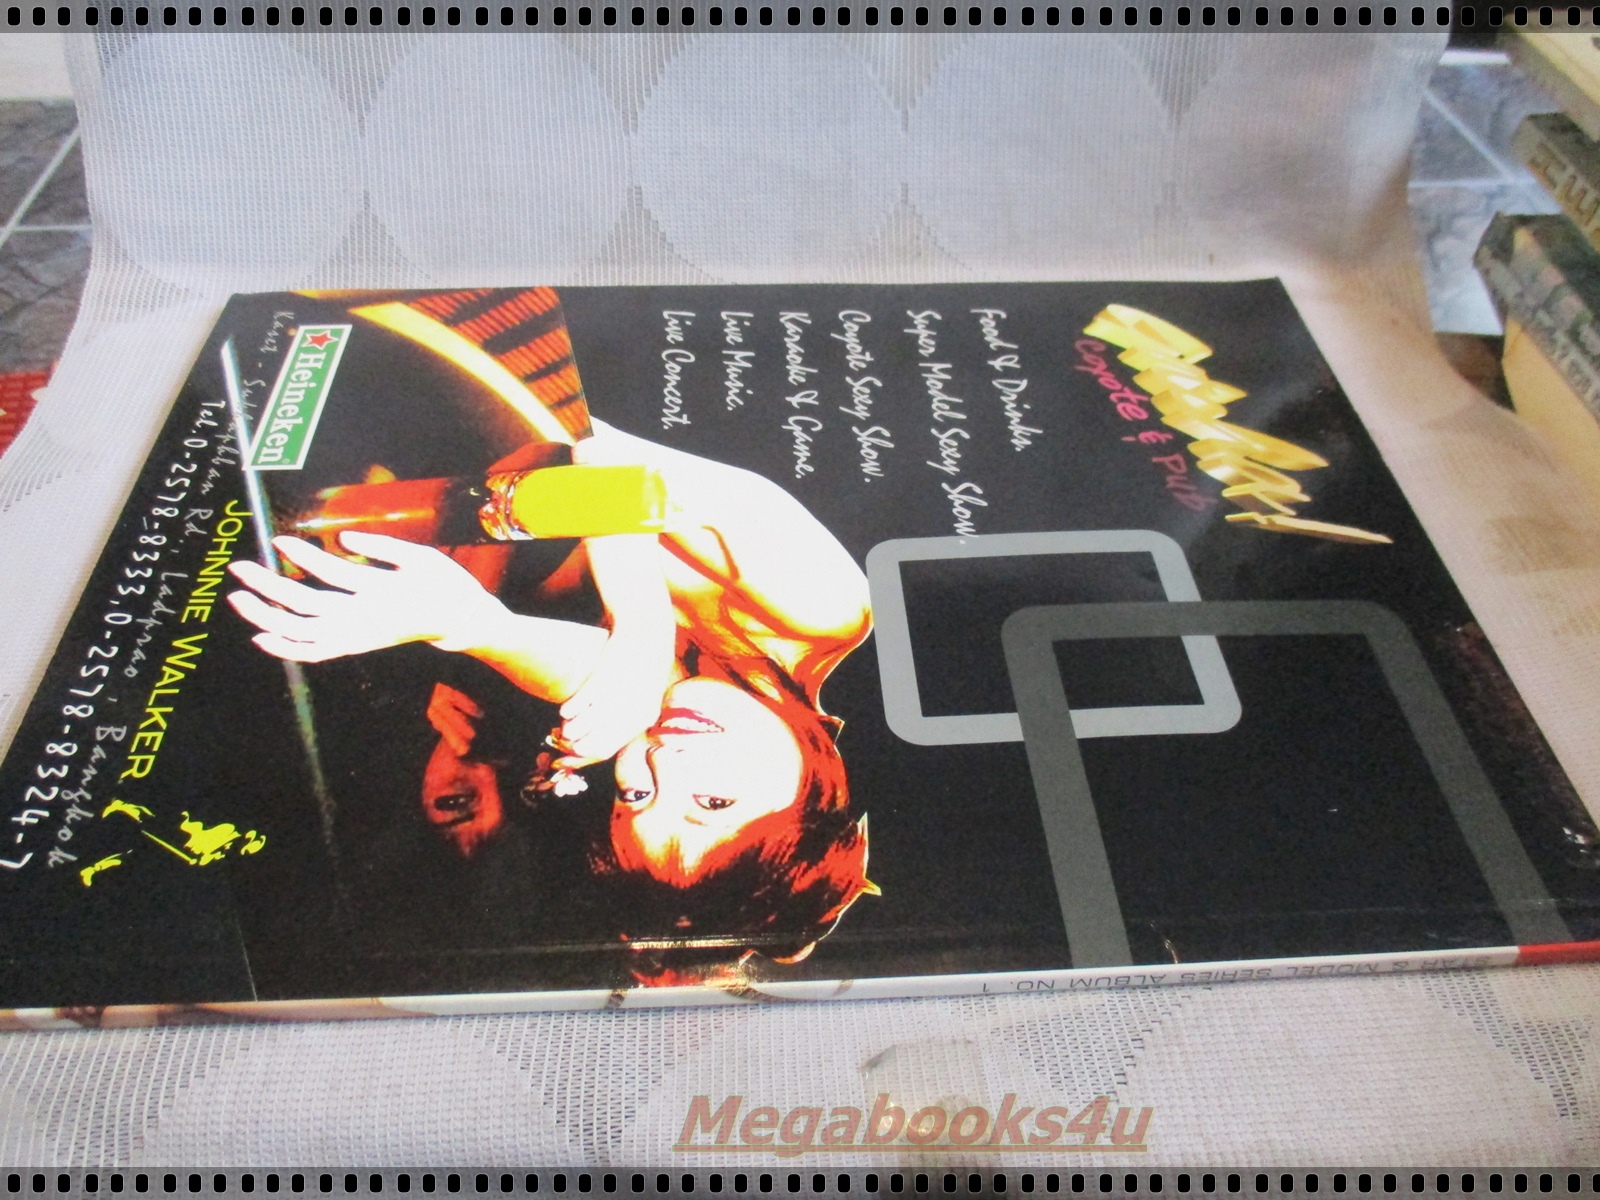 Coyote & Pub
Food & Drinks.
Super Model Sexy Show.
Coyote Sexy Show.
Karaoke & Game.
Live Music.
Live Concert.
Heineken
JOHNNIE WALKER
Rd., Ladprao, Bangkok
Tel. 0-2578-8333, 0-2578-8324-7
STAR & MODEL SERIES ALBUM NO. 1
Megabooks4u